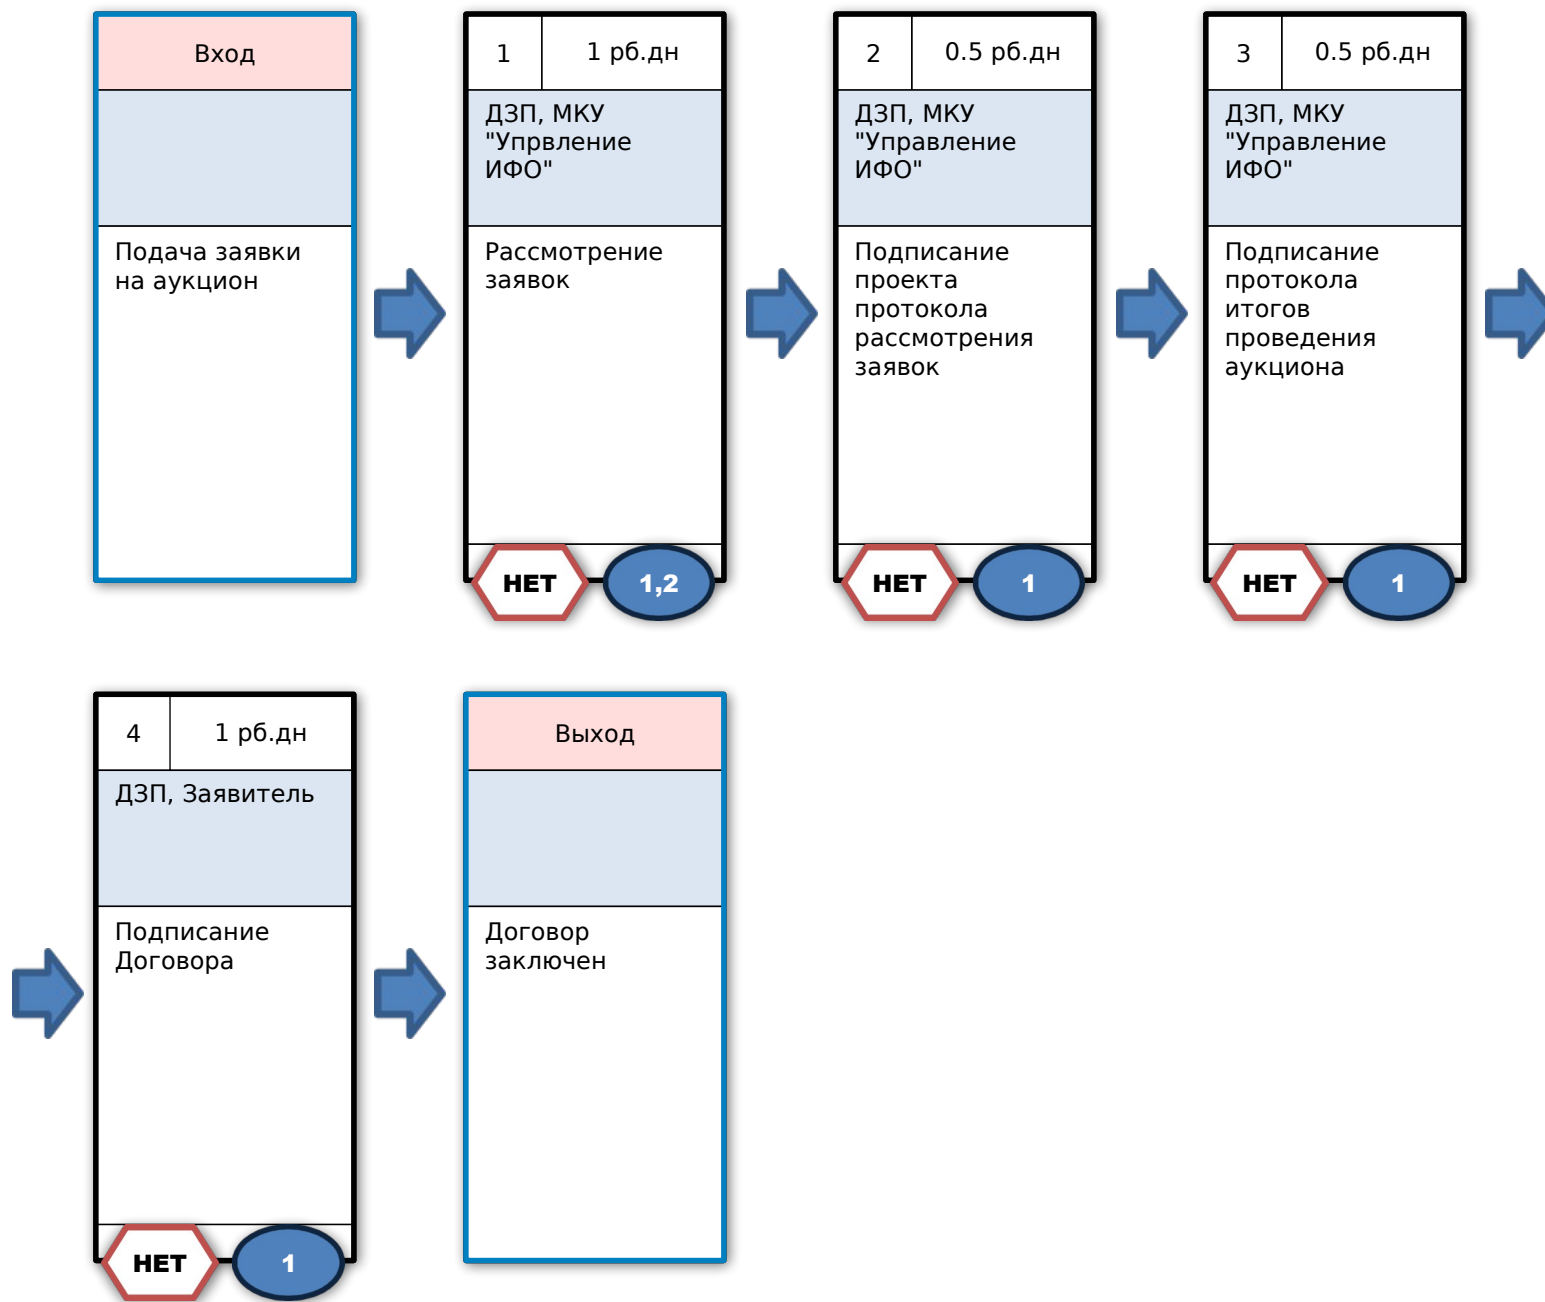 Вход
Подача заявки
на аукцион
1
1 рб.дн
ДЗП, МКУ
"Упрвление
ИФО"
Рассмотрение
заявок
НЕТ
1,2
2
0.5 рб.дн
ДЗП, МКУ
"Управление
ИФО"
Подписание
проекта
протокола
рассмотрения
заявок
НЕТ
1
3
0.5 рб.дн
ДЗП, МКУ
"Управление
ИФО"
Подписание
протокола
итогов
проведения
аукциона
НЕТ
1
4
1 рб.дн
ДЗП, Заявитель
Подписание
Договора
НЕТ
1
Выход
Договор
заключен